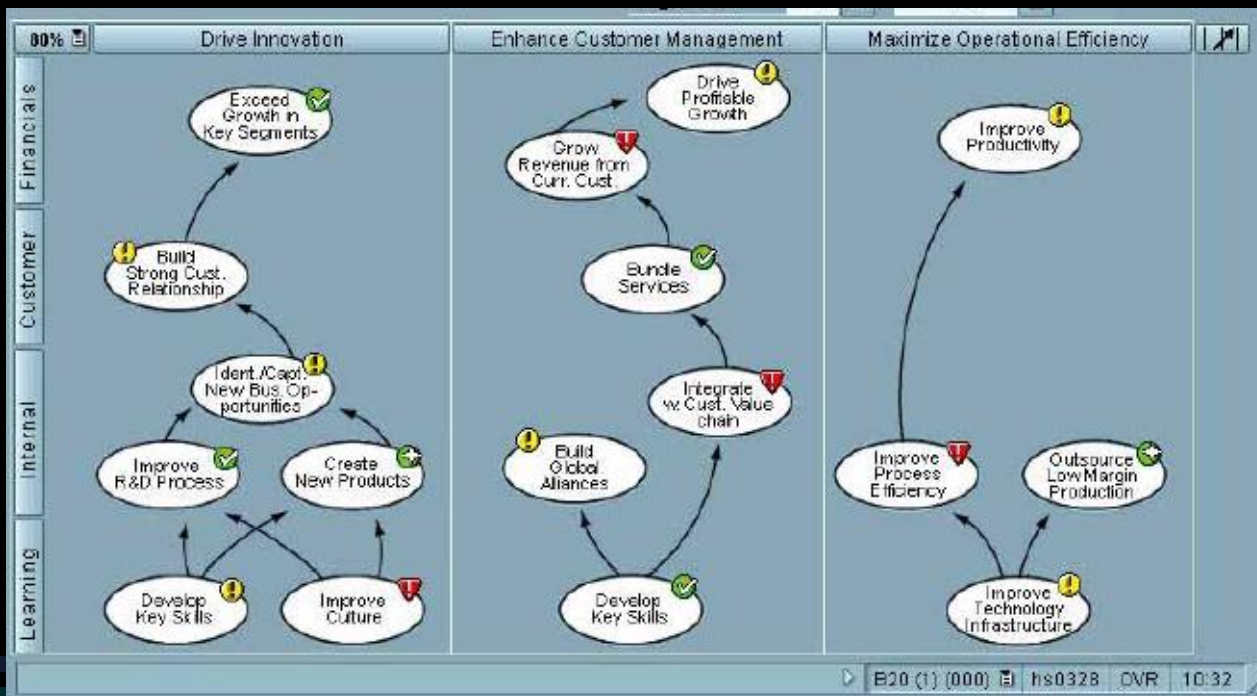 80%
Drive Innovation
Enhance Customer Management
Maximize Operational Efficiency
Financials
Exceed
Growth in
Key Segments
Drive
Profitable
Growth
Grow
Revenue from
Curr. Cust.
Improve
Productivity
Customer
Build
Strong Cust.
Relationship
Bundle
Services
Internal
Ident./Capt.
New Bus. Op-
portunities
Integrate
w. Cust. Value
chain
Improve
R&D Process
Create
New Products
Build
Global
Aliances
Improve
Process
Efficiency
Outsource
Low Margin
Production
Learning
Develop
Key Skills
Improve
Culture
Develop
Key Skills
Improve
Technology
Infrastructure
B20 (1) (000)
hs0328
OVR
10:32